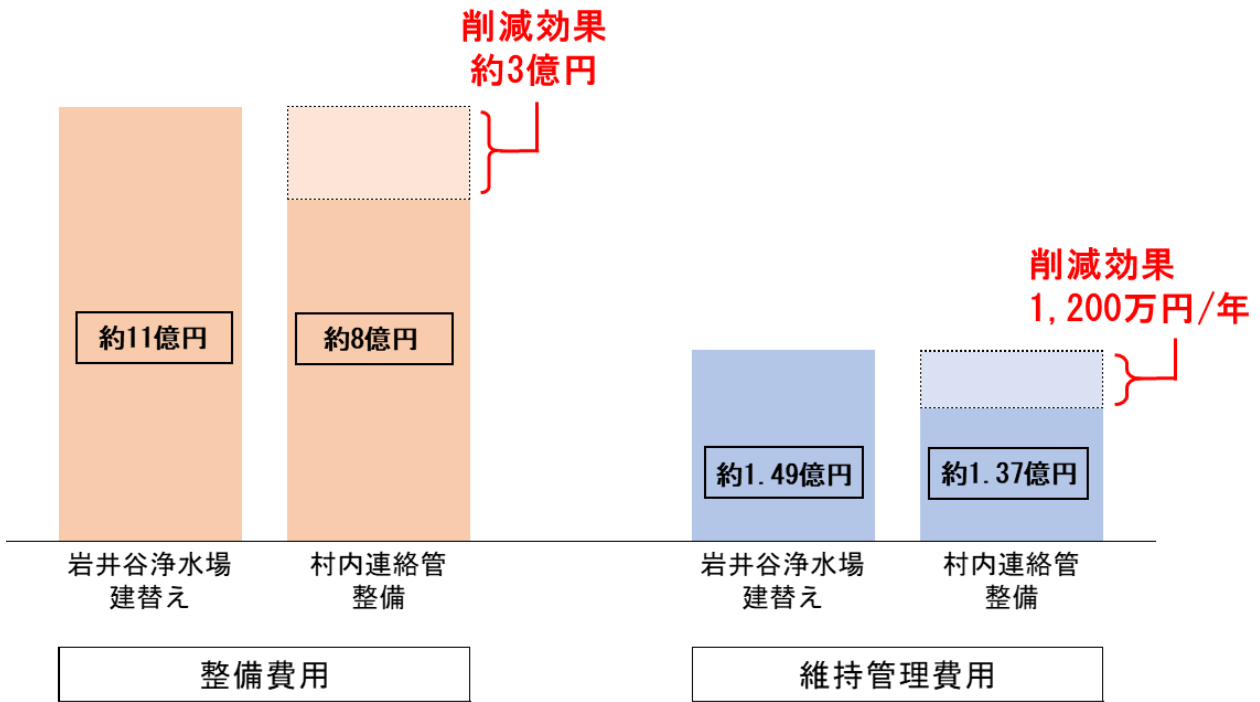 削減効果
約3億円
約11億円
約8億円
岩井谷浄水場
建替え
村内連絡管
整備
整備費用
削減効果
1,200万円/年
約1.49億円
約1.37億円
岩井谷浄水場
建替え
村内連絡管
整備
維持管理費用